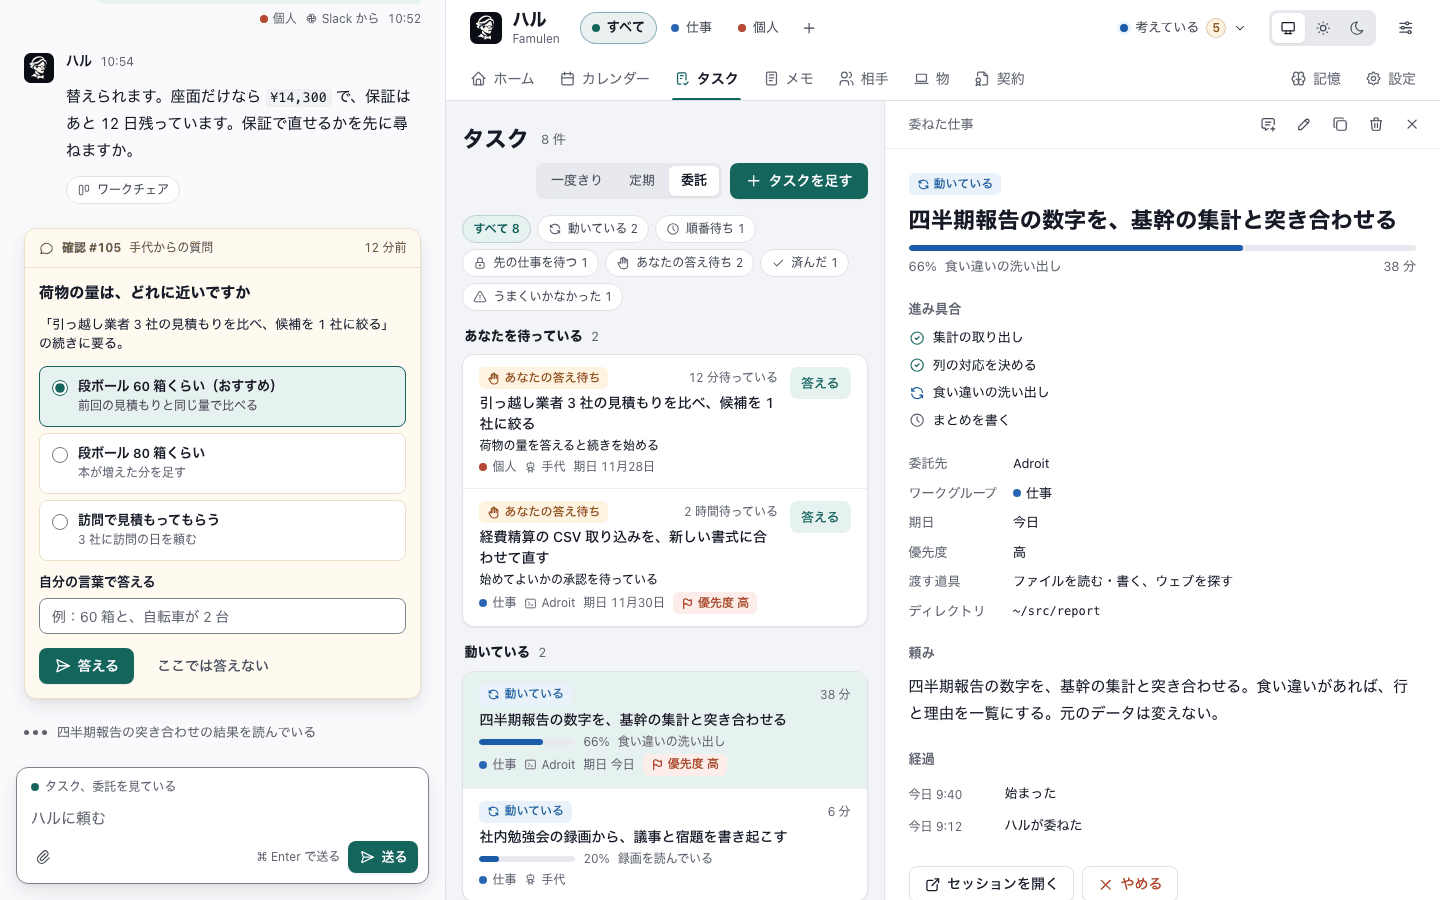 個人 Slack から 10:52
ハル 10:54
替えられます。座面だけなら ¥14,300 で、保証は
あと 12 日残っています。保証で直せるかを先に尋
ねますか。
ワークチェア
確認 #105 手代からの質問 12 分前
荷物の量は、どれに近いですか
「引っ越し業者 3 社の見積もりを比べ、候補を 1 社に絞る」
の続きに要る。
段ボール 60 箱くらい（おすすめ）
前回の見積もりと同じ量で比べる
段ボール 80 箱くらい
本が増えた分を足す
訪問で見積もってもらう
3 社に訪問の日を頼む
自分の言葉で答える
例：60 箱と、自転車が 2 台
答える ここでは答えない
四半期報告の突き合わせの結果を読んでいる
タスク、委託を見ている
ハルに頼む
⌘ Enter で送る 送る
ハル
Famulen
すべて 仕事 個人
考えている 5
ホーム カレンダー タスク メモ 相手 物 契約 記憶 設定
タスク 8 件
一度きり 定期 委託 タスクを足す
すべて 8 動いている 2 順番待ち 1
先の仕事を待つ 1 あなたの答え待ち 2 済んだ 1
うまくいかなかった 1
あなたを待っている 2
あなたの答え待ち 12 分待っている 答える
引っ越し業者 3 社の見積もりを比べ、候補を 1
社に絞る
荷物の量を答えると続きを始める
個人 手代 期日 11月28日
あなたの答え待ち 2 時間待っている 答える
経費精算の CSV 取り込みを、新しい書式に合
わせて直す
始めてよいかの承認を待っている
仕事 Adroit 期日 11月30日 優先度 高
動いている 2
動いている 38 分
四半期報告の数字を、基幹の集計と突き合わせる
66% 食い違いの洗い出し
仕事 Adroit 期日 今日 優先度 高
動いている 6 分
社内勉強会の録画から、議事と宿題を書き起こす
20% 録画を読んでいる
仕事 手代
委ねた仕事
動いている
四半期報告の数字を、基幹の集計と突き合わせる
66% 食い違いの洗い出し 38 分
進み具合
集計の取り出し
列の対応を決める
食い違いの洗い出し
まとめを書く
委託先 Adroit
ワークグループ 仕事
期日 今日
優先度 高
渡す道具 ファイルを読む・書く、ウェブを探す
ディレクトリ ~/src/report
頼み
四半期報告の数字を、基幹の集計と突き合わせる。食い違いがあれば、行
と理由を一覧にする。元のデータは変えない。
経過
今日 9:40 始まった
今日 9:12 ハルが委ねた
セッションを開く やめる